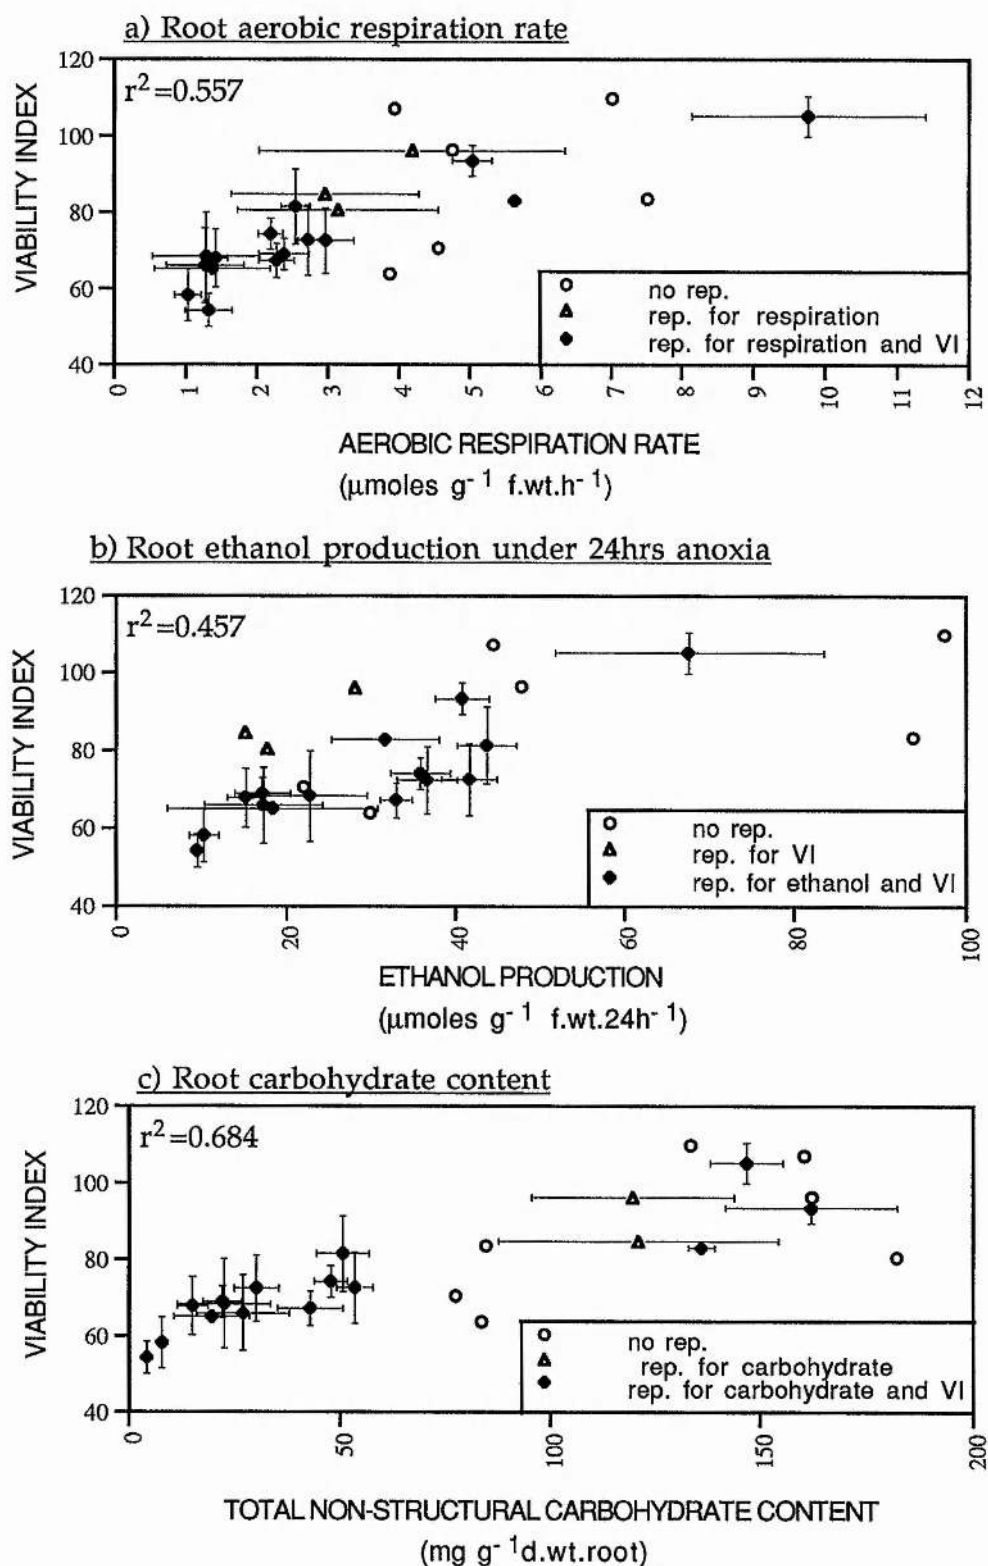 a) Root aerobic respiration rate
120
100
80
60
40
VIABILITY INDEX
r²=0.557
no rep.
rep. for respiration
rep. for respiration and VI
0 1 2 3 4 5 6 7 8 9 10 11 12
AEROBIC RESPIRATION RATE
(µmoles g⁻¹ f.wt.h⁻¹)
b) Root ethanol production under 24hrs anoxia
120
100
80
60
40
VIABILITY INDEX
r²=0.457
no rep.
rep. for VI
rep. for ethanol and VI
0 20 40 60 80 100
ETHANOL PRODUCTION
(µmoles g⁻¹ f.wt.24h⁻¹)
c) Root carbohydrate content
120
100
80
60
40
VIABILITY INDEX
r²=0.684
no rep.
rep. for carbohydrate
rep. for carbohydrate and VI
0 50 100 150 200
TOTAL NON-STRUCTURAL CARBOHYDRATE CONTENT
(mg g⁻¹d.wt.root)